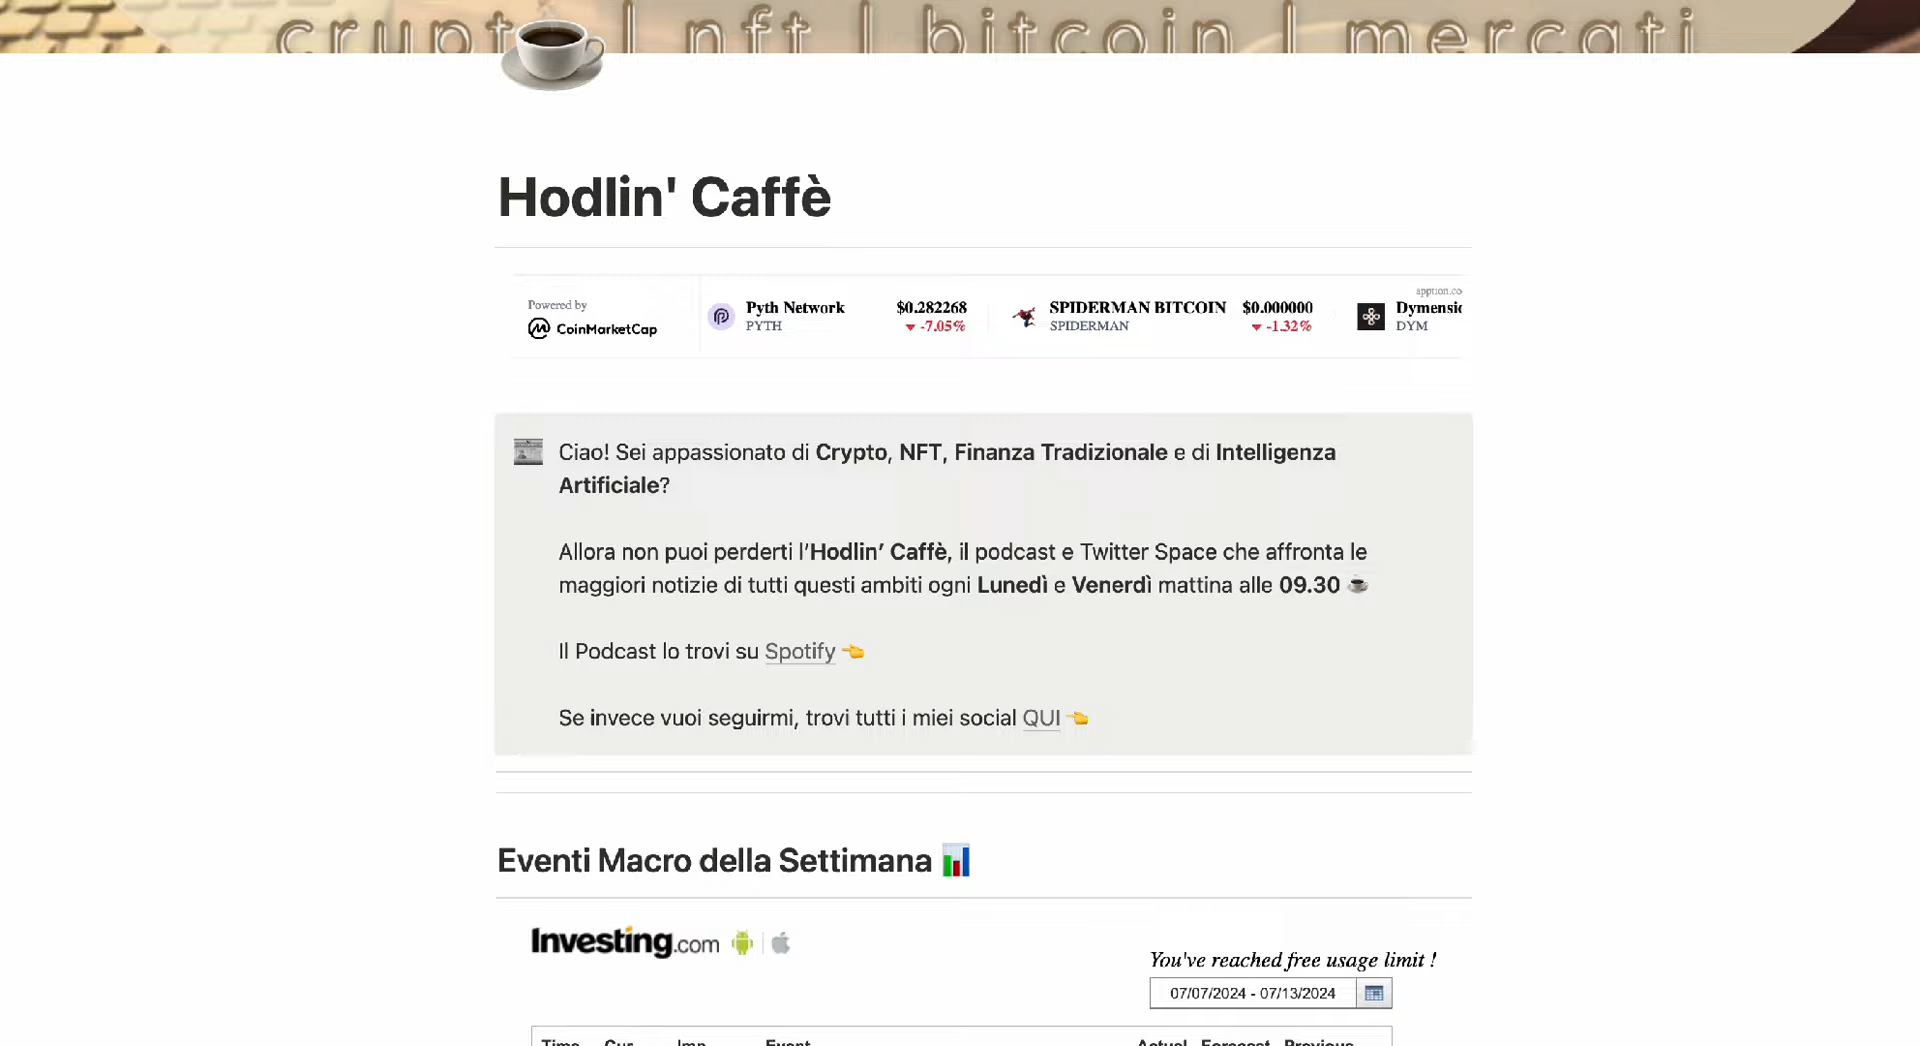 crypto | nft | bitcoin | mercati
Hodlin' Caffè
Powered by
CoinMarketCap
Pyth Network
PYTH
$0.282268
-7.05%
SPIDERMAN BITCOIN
SPIDERMAN
$0.000000
-1.32%
apption.co
Dymensio
DYM
Ciao! Sei appassionato di Crypto, NFT, Finanza Tradizionale e di Intelligenza
Artificiale?
Allora non puoi perderti l’Hodlin’ Caffè, il podcast e Twitter Space che affronta le
maggiori notizie di tutti questi ambiti ogni Lunedì e Venerdì mattina alle 09.30
Il Podcast lo trovi su Spotify
Se invece vuoi seguirmi, trovi tutti i miei social QUI
Eventi Macro della Settimana
Investing.com
You've reached free usage limit !
07/07/2024 - 07/13/2024
Time Cur. Imp. Event Actual Forecast Previous